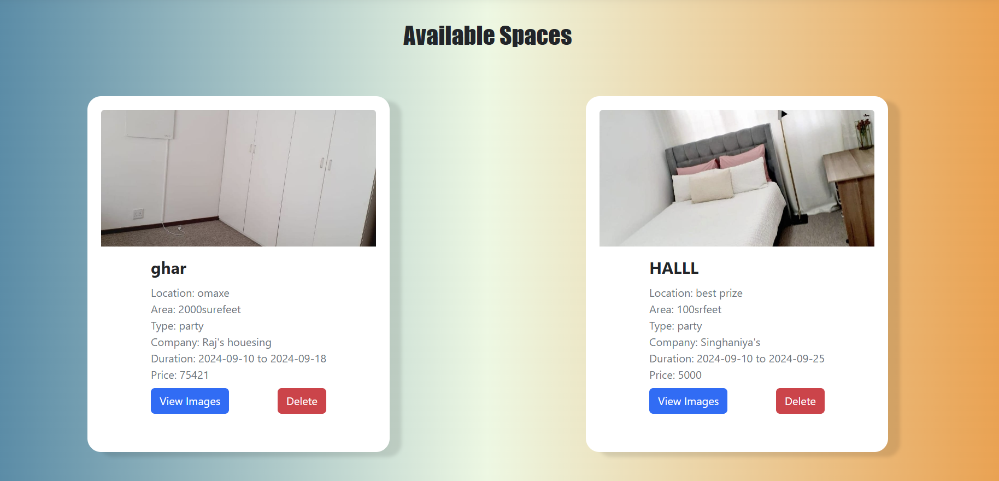 Available Spaces
ghar
Location: omaxe
Area: 2000surefeet
Type: party
Company: Raj's houesing
Duration: 2024-09-10 to 2024-09-18
Price: 75421
View Images
Delete
HALLL
Location: best prize
Area: 100srfeet
Type: party
Company: Singhaniya's
Duration: 2024-09-10 to 2024-09-25
Price: 5000
View Images
Delete